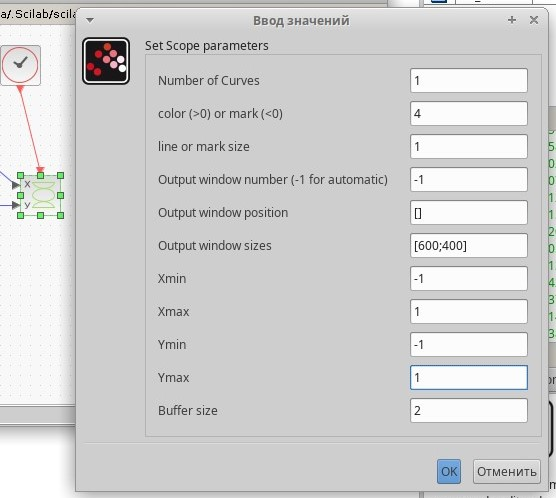 a/.Scilab/scila
Ввод значений
Set Scope parameters
Number of Curves 1
color (>0) or mark (<0) 4
line or mark size 1
Output window number (-1 for automatic) -1
Output window position []
Output window sizes [600;400]
Xmin -1
Xmax 1
Ymin -1
Ymax 1
Buffer size 2
X
У
OK Отменить